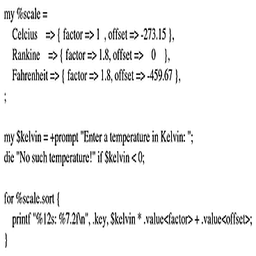 my %scale =
Celcius => { factor => 1 , offset => -273.15 },
Rankine => { factor => 1.8, offset => 0 },
Fahrenheit => { factor => 1.8, offset => -459.67 },
;
my $kelvin = +prompt "Enter a temperature in Kelvin: ";
die "No such temperature!" if $kelvin < 0;
for %scale.sort {
printf "%12s: %7.2f\n", .key, $kelvin * .value<factor> + .value<offset>;
}